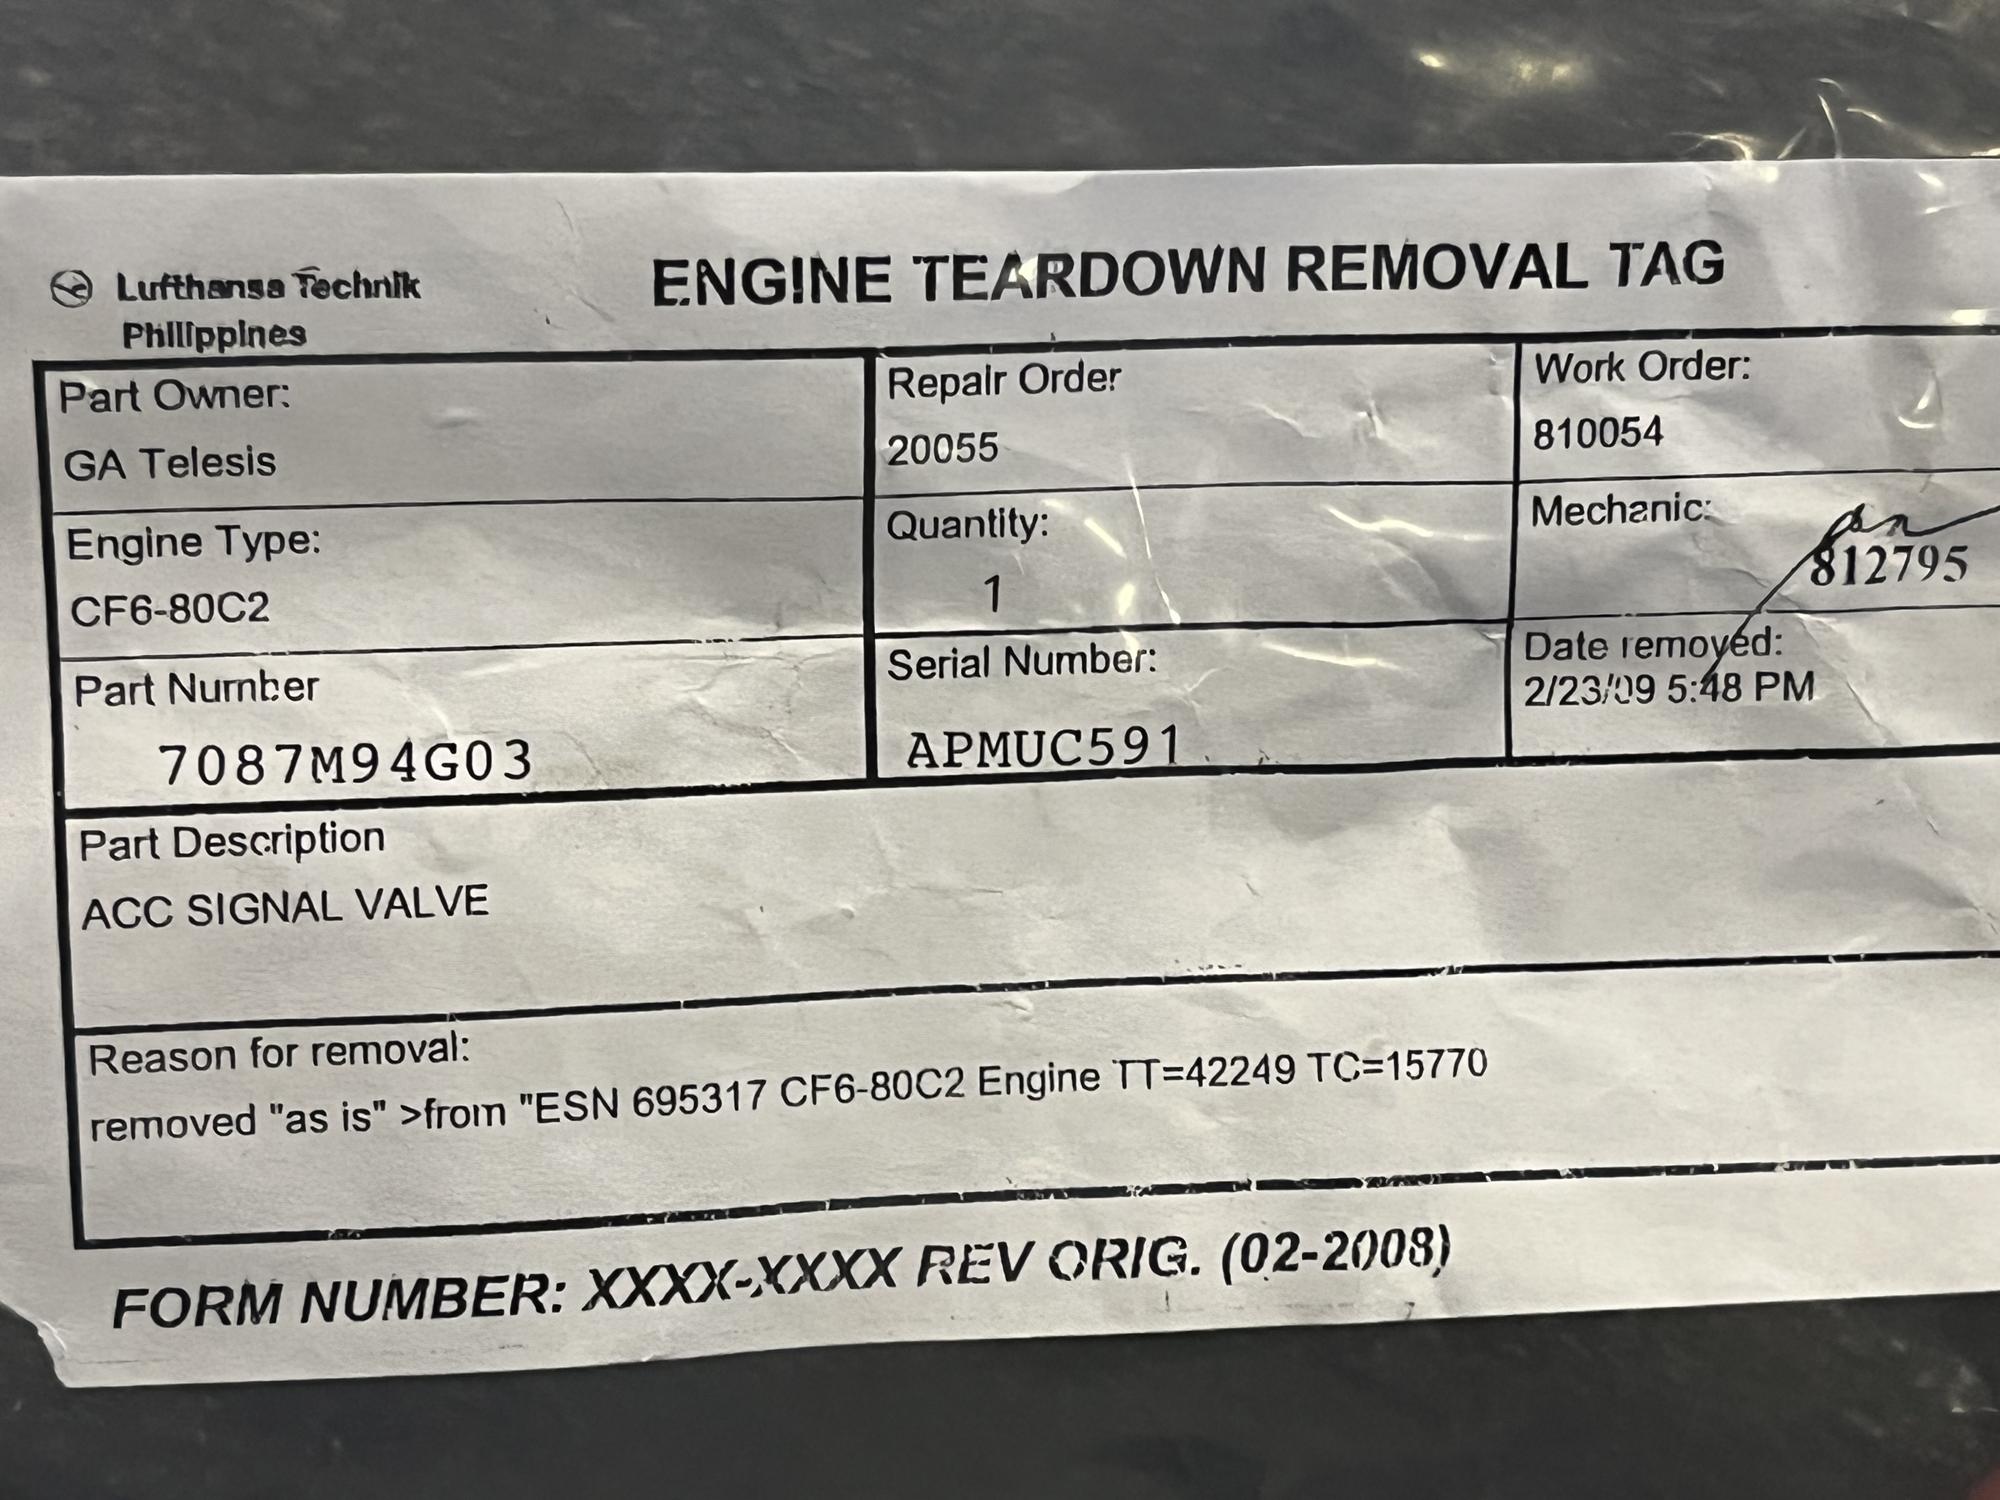 Lufthansa Technik
Philippines
ENGINE TEARDOWN REMOVAL TAG
Part Owner:
GA Telesis
Repair Order
20055
Work Order:
810054
Engine Type:
CF6-80C2
Quantity:
1
Mechanic:
812795
Part Number
7087M94G03
Serial Number:
APMUC591
Date removed:
2/23/09 5:48 PM
Part Description
ACC SIGNAL VALVE
Reason for removal:
removed "as is" >from "ESN 695317 CF6-80C2 Engine TT=42249 TC=15770
FORM NUMBER: XXXX-XXXX REV ORIG. (02-2008)